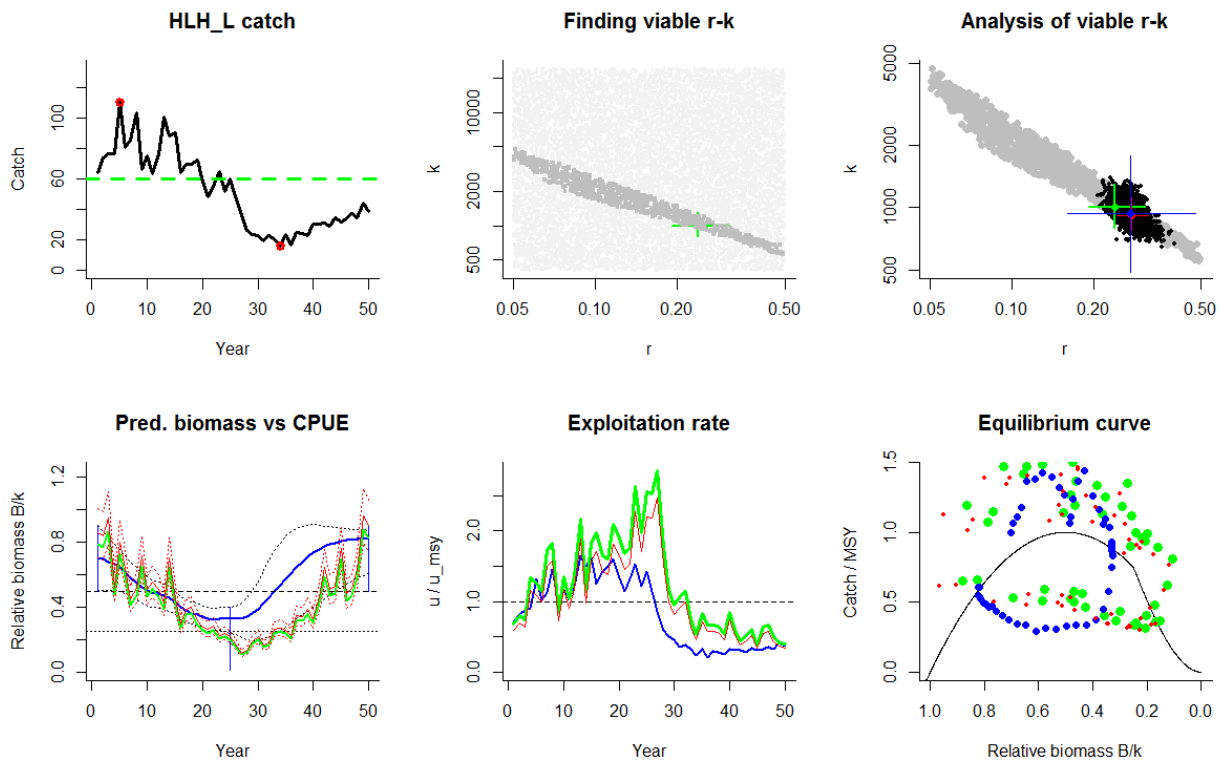 HLH_L catch
Catch
0 20 60 100
0 10 20 30 40 50
Year
Finding viable r-k
k
500 2000 10000
0.05 0.10 0.20 0.50
r
Analysis of viable r-k
k
500 1000 2000 5000
0.05 0.10 0.20 0.50
r
Pred. biomass vs CPUE
Relative biomass B/k
0.0 0.4 0.8 1.2
0 10 20 30 40 50
Year
Exploitation rate
u / u_msy
0.0 1.0 2.0
0 10 20 30 40 50
Year
Equilibrium curve
Catch / MSY
0.0 0.5 1.0 1.5
1.0 0.8 0.6 0.4 0.2 0.0
Relative biomass B/k